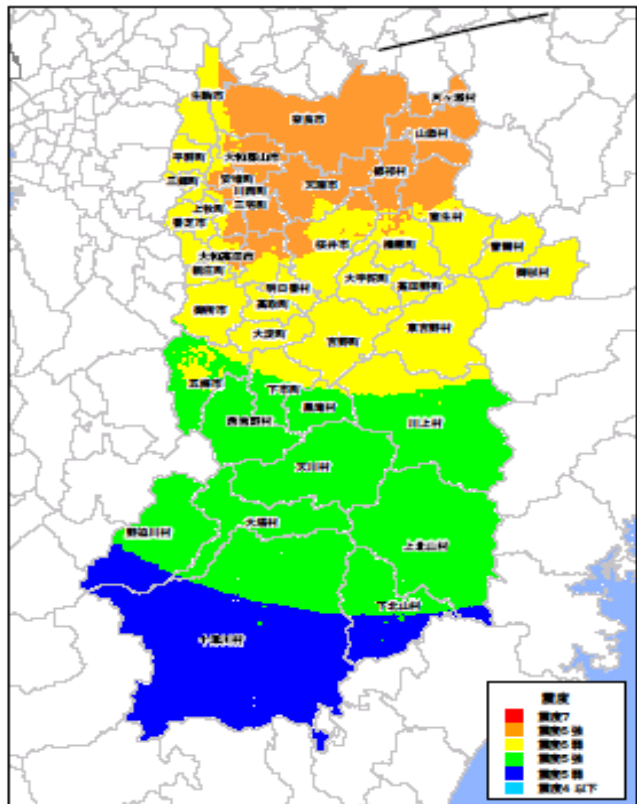 生駒市
奈良市
月ヶ瀬村
山添村
平群町
大和郡山市
都祁村
三郷町
安堵町
川西町
天理市
三宅町
上牧町
室生村
香芝市
桜井市
榛原町
曽爾村
大和高田市
御杖村
新庄町
大宇陀町
明日香村
菟田野町
高取町
御所市
東吉野村
大淀町
吉野町
五條市
下市町
黒滝村
西吉野村
川上村
天川村
大塔村
野迫川村
上北山村
下北山村
十津川村
震度
震度7
震度6強
震度6弱
震度5強
震度5弱
震度4以下